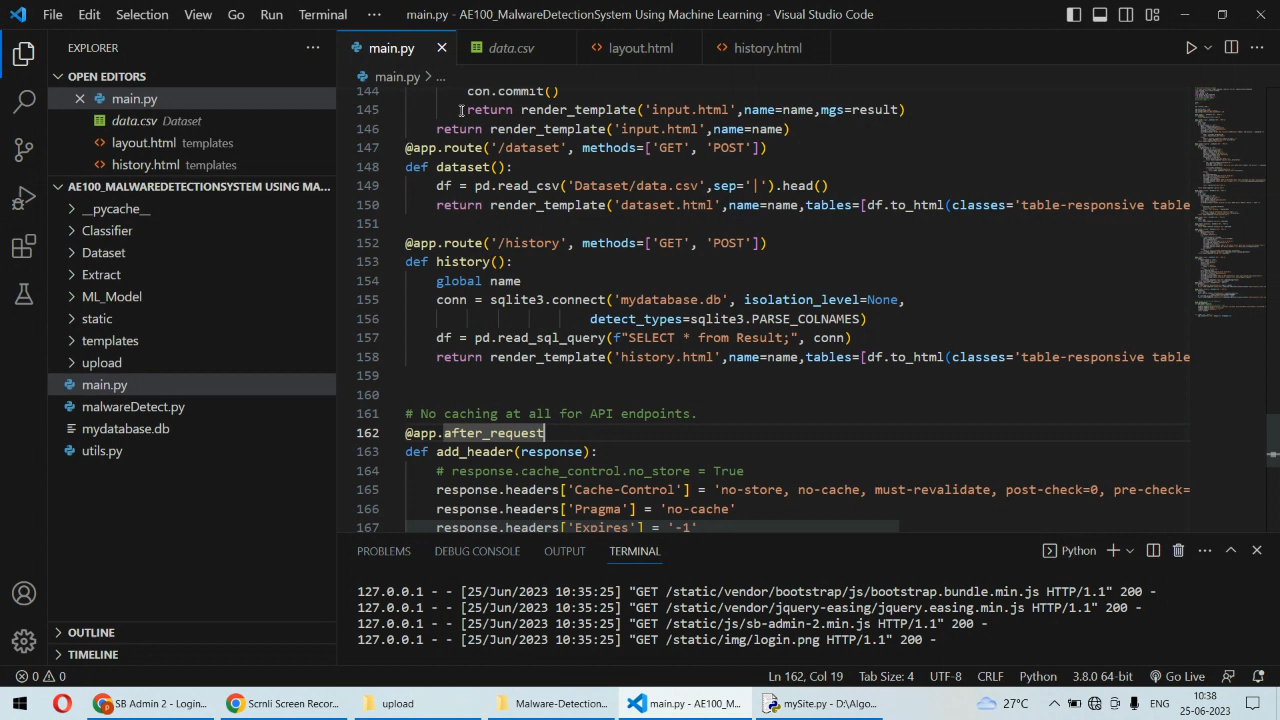 File Edit Selection View Go Run Terminal ··· main.py - AE100_MalwareDetectionSystem Using Machine Learning - Visual Studio Code
EXPLORER ···
OPEN EDITORS
main.py
data.csv Dataset
layout.html templates
history.html templates
AE100_MALWAREDETECTIONSYSTEM USING MA...
__pycache__
Classifier
Dataset
Extract
ML_Model
static
templates
upload
main.py
malwareDetect.py
mydatabase.db
utils.py
OUTLINE
TIMELINE
main.py data.csv layout.html history.html
main.py > ...
144 con.commit()
145 return render_template('input.html',name=name,mgs=result)
146 return render_template('input.html',name=name)
147 @app.route('/dataset', methods=['GET', 'POST'])
148 def dataset():
149 df = pd.read_csv('Dataset/data.csv',sep='|').head()
150 return render_template('dataset.html',name=name,tables=[df.to_html(classes='table-responsive table
151
152 @app.route('/history', methods=['GET', 'POST'])
153 def history():
154 global name
155 conn = sqlite3.connect('mydatabase.db', isolation_level=None,
156 detect_types=sqlite3.PARSE_COLNAMES)
157 df = pd.read_sql_query(f"SELECT * from Result;", conn)
158 return render_template('history.html',name=name,tables=[df.to_html(classes='table-responsive table
159
160
161 # No caching at all for API endpoints.
162 @app.after_request
163 def add_header(response):
164 # response.cache_control.no_store = True
165 response.headers['Cache-Control'] = 'no-store, no-cache, must-revalidate, post-check=0, pre-check=
166 response.headers['Pragma'] = 'no-cache'
167 response.headers['Expires'] = '-1'
PROBLEMS DEBUG CONSOLE OUTPUT TERMINAL Python
127.0.0.1 - - [25/Jun/2023 10:35:25] "GET /static/vendor/bootstrap/js/bootstrap.bundle.min.js HTTP/1.1" 200 -
127.0.0.1 - - [25/Jun/2023 10:35:25] "GET /static/vendor/jquery-easing/jquery.easing.min.js HTTP/1.1" 200 -
127.0.0.1 - - [25/Jun/2023 10:35:25] "GET /static/js/sb-admin-2.min.js HTTP/1.1" 200 -
127.0.0.1 - - [25/Jun/2023 10:35:25] "GET /static/img/login.png HTTP/1.1" 200 -
0 0 Ln 162, Col 19 Tab Size: 4 UTF-8 CRLF Python 3.8.0 64-bit Go Live
SB Admin 2 - Login... Scrnli Screen Recor... upload Malware-Detection... main.py - AE100_M... mySite.py - D:\Algo... 27°C ENG 10:38
25-06-2023